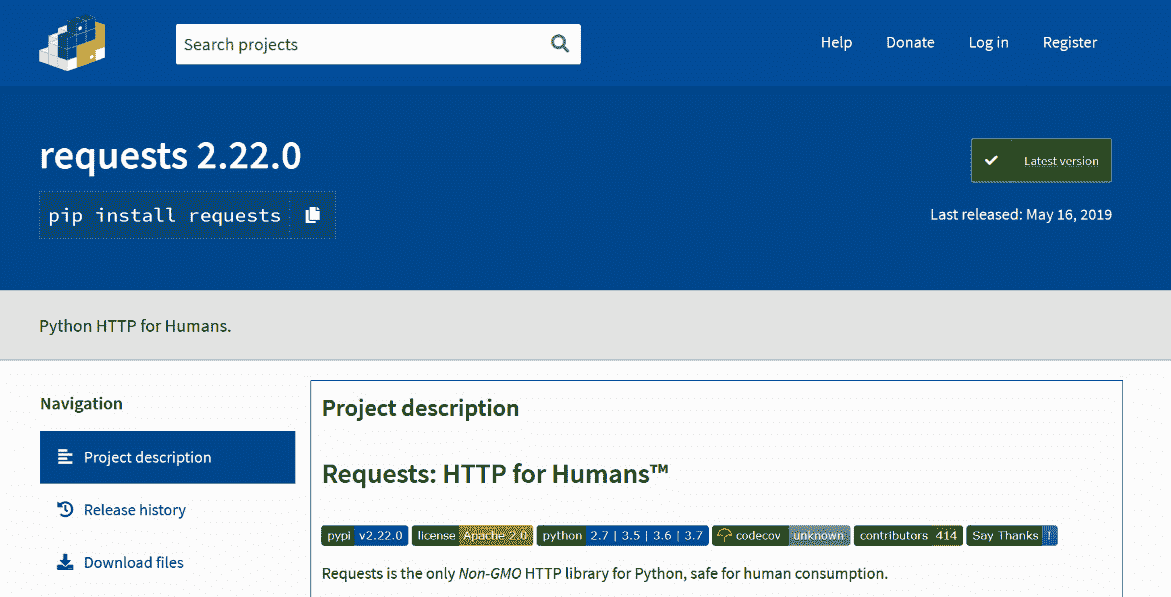 Search projects
Help Donate Log in Register
requests 2.22.0
Latest version
pip install requests
Last released: May 16, 2019
Python HTTP for Humans.
Navigation
Project description
Release history
Download files
Project description
Requests: HTTP for Humans™
pypi v2.22.0 license Apache 2.0 python 2.7 | 3.5 | 3.6 | 3.7 codecov unknown contributors 414 Say Thanks !
Requests is the only Non-GMO HTTP library for Python, safe for human consumption.